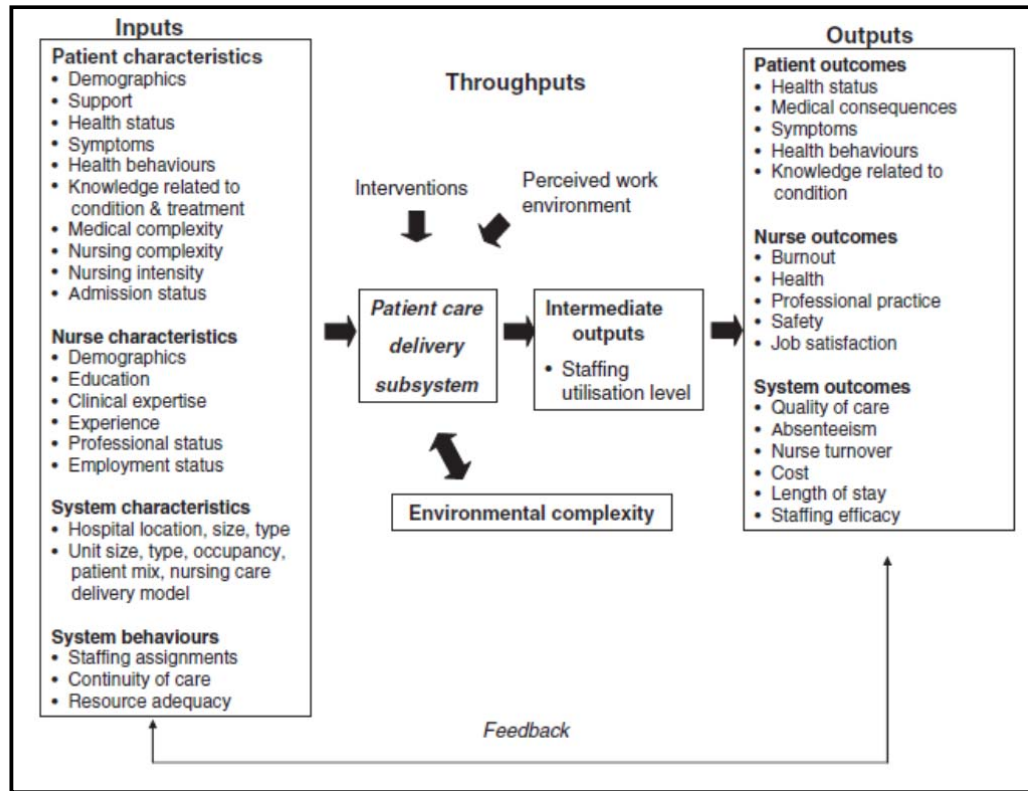 Inputs
Patient characteristics
• Demographics
• Support
• Health status
• Symptoms
• Health behaviours
• Knowledge related to
condition & treatment
• Medical complexity
• Nursing complexity
• Nursing intensity
• Admission status
Nurse characteristics
• Demographics
• Education
• Clinical expertise
• Experience
• Professional status
• Employment status
System characteristics
• Hospital location, size, type
• Unit size, type, occupancy,
patient mix, nursing care
delivery model
System behaviours
• Staffing assignments
• Continuity of care
• Resource adequacy
Throughputs
Interventions
Perceived work
environment
Patient care
delivery
subsystem
Intermediate
outputs
• Staffing
utilisation level
Environmental complexity
Outputs
Patient outcomes
• Health status
• Medical consequences
• Symptoms
• Health behaviours
• Knowledge related to
condition
Nurse outcomes
• Burnout
• Health
• Professional practice
• Safety
• Job satisfaction
System outcomes
• Quality of care
• Absenteeism
• Nurse turnover
• Cost
• Length of stay
• Staffing efficacy
Feedback